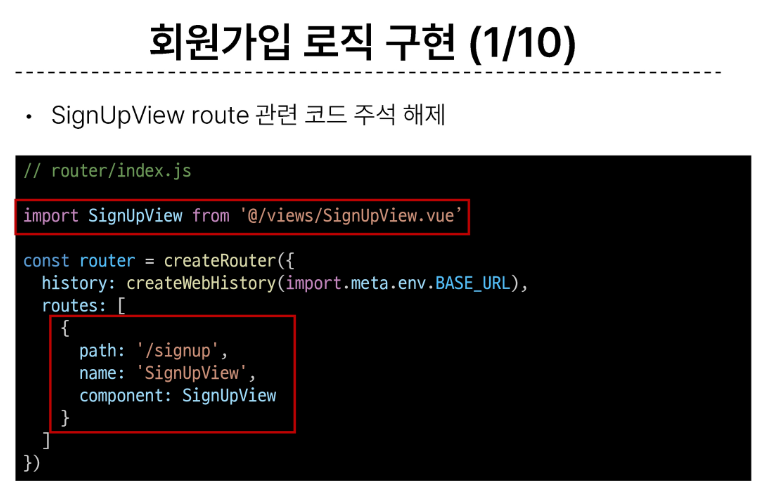 회원가입 로직 구현 (1/10)
• SignUpView route 관련 코드 주석 해제
// router/index.js
import SignUpView from '@/views/SignUpView.vue’
const router = createRouter({
  history: createWebHistory(import.meta.env.BASE_URL),
  routes: [
    {
      path: '/signup',
      name: 'SignUpView',
      component: SignUpView
    }
  ]
})